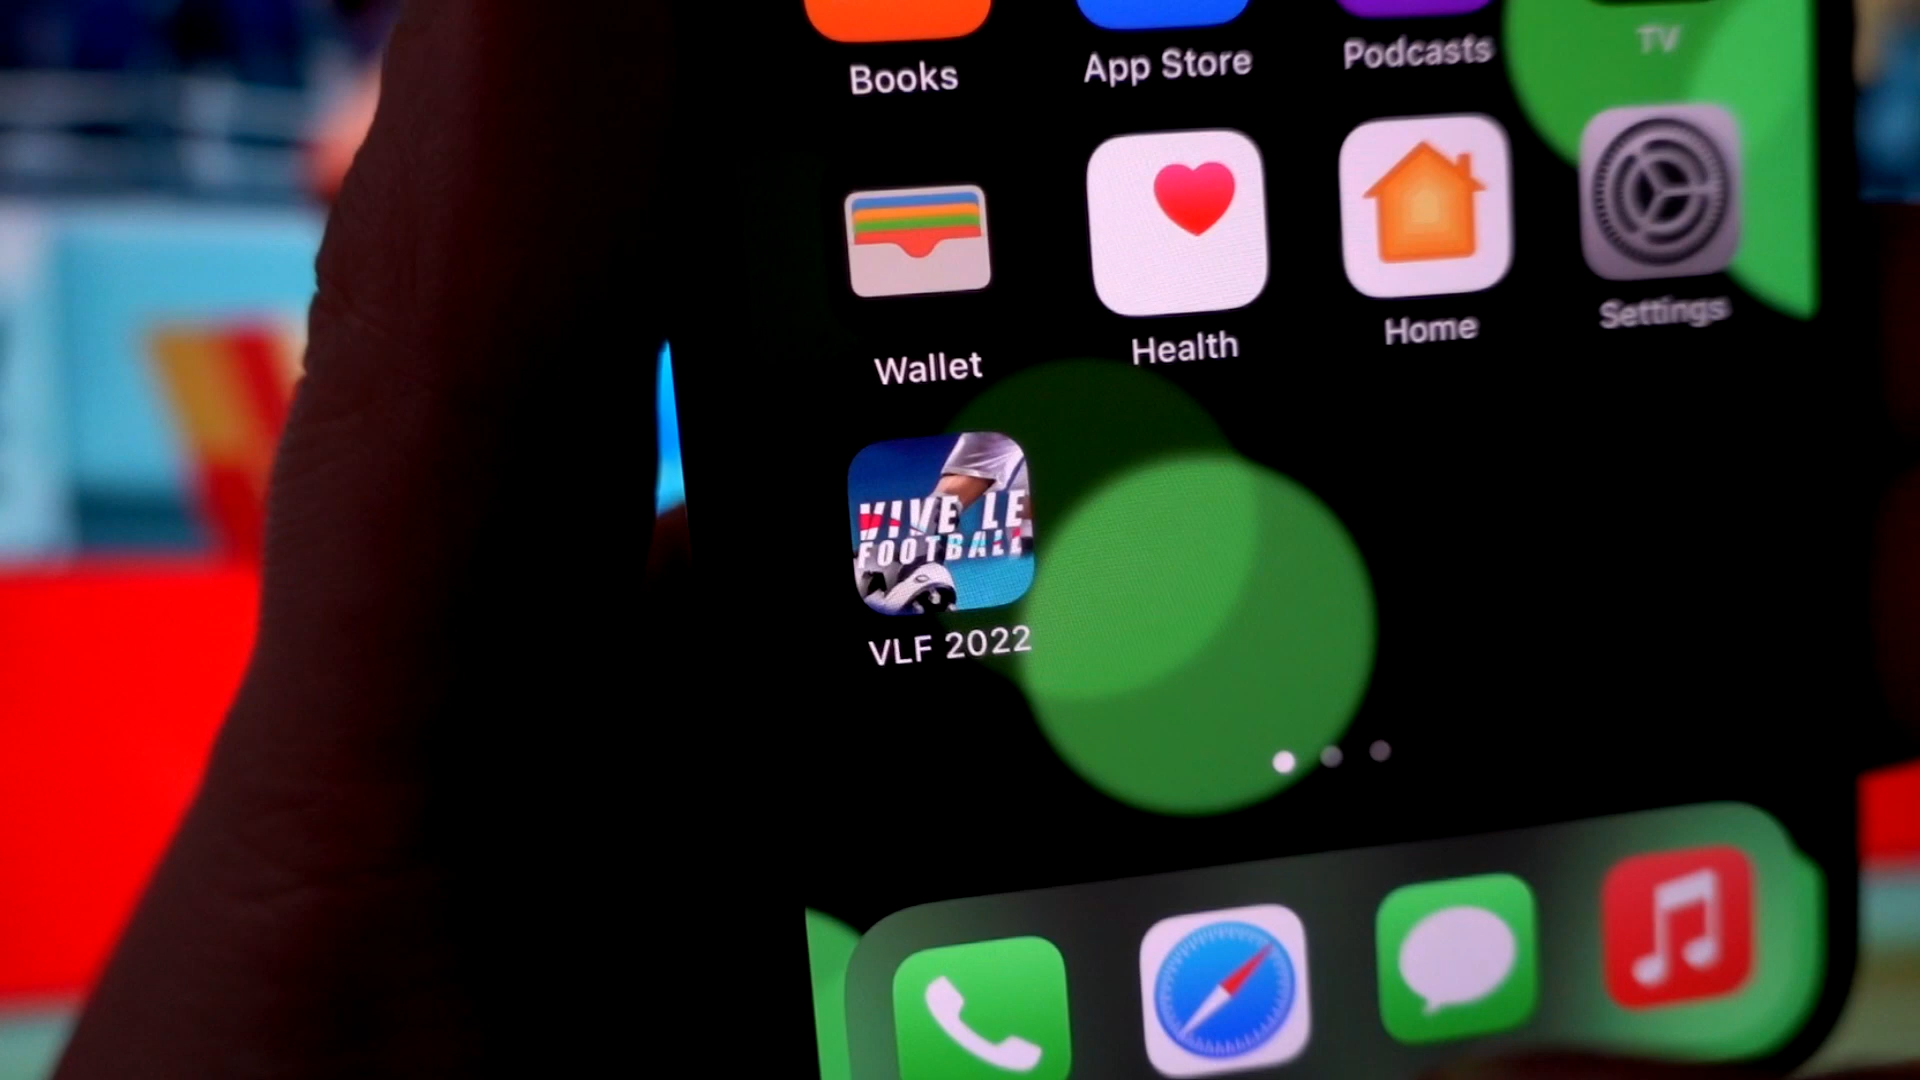 Books
App Store
Podcasts
TV
Wallet
Health
Home
Settings
VIVE LE
FOOTBALL
VLF 2022